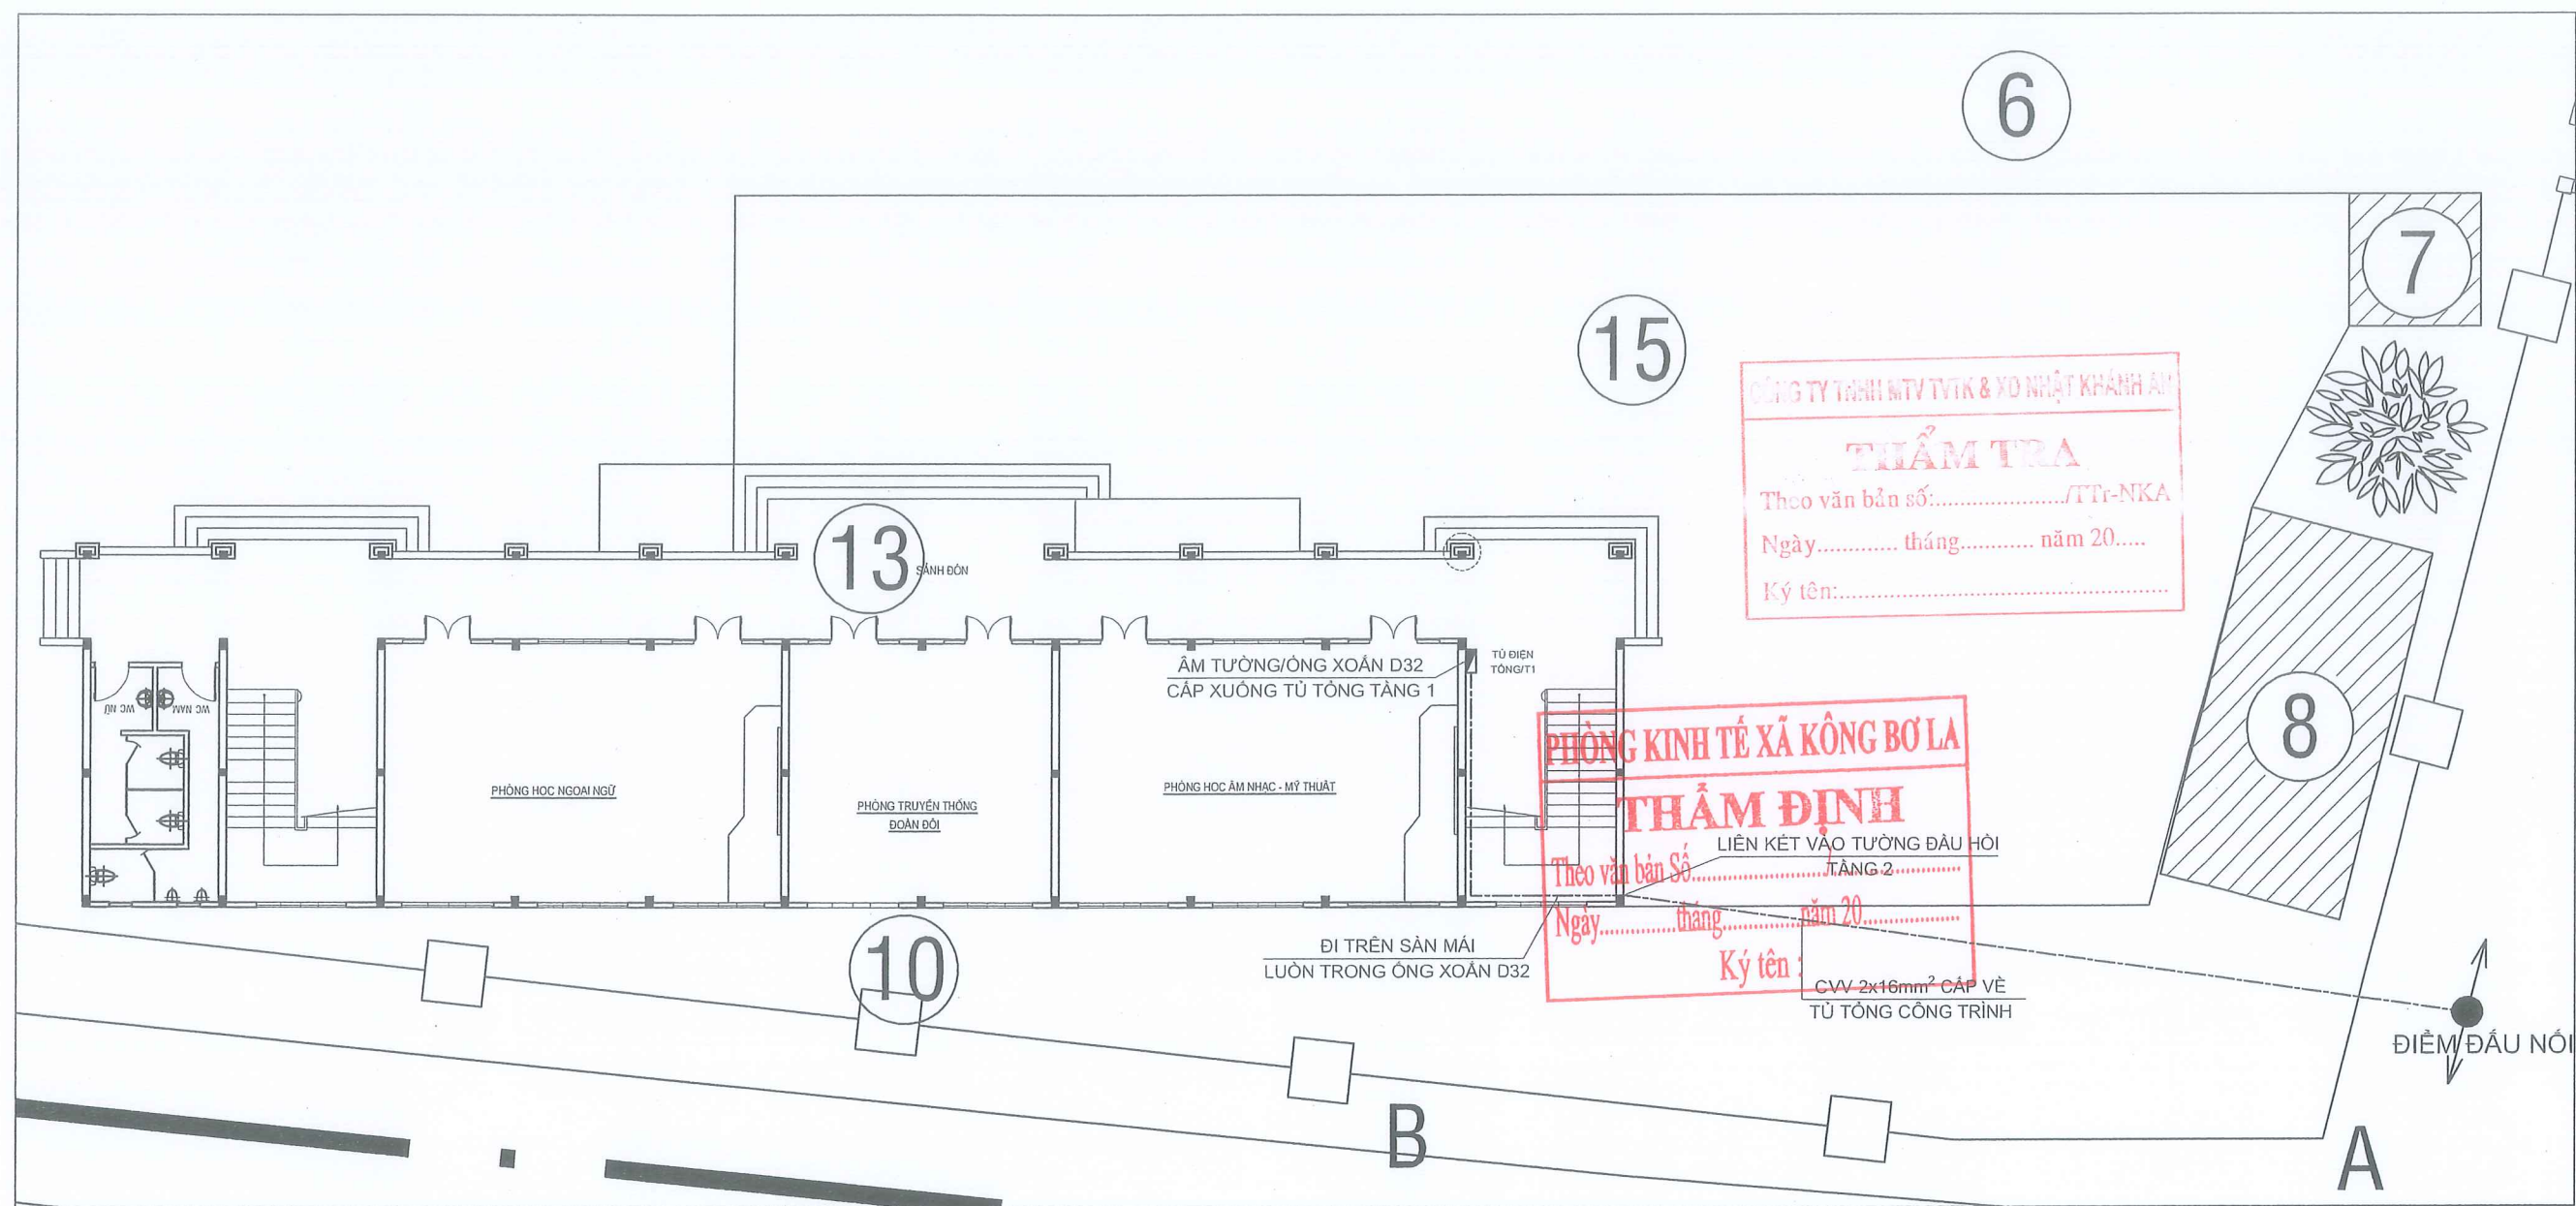 6
7
15
CÔNG TY TNHH MTV TVTK & XD NHẬT KHÁNH AN
THẨM TRA
Theo văn bản số:...................../TTr-NKA
Ngày............. tháng............ năm 20.....
Ký tên:......................................................
13
SẢNH ĐÓN
ÂM TƯỜNG/ỐNG XOẮN D32
CẤP XUỐNG TỦ TỔNG TẦNG 1
TỦ ĐIỆN
TỔNG/T1
WC NỮ
WC NAM
8
PHÒNG HỌC NGOẠI NGỮ
PHÒNG TRUYỀN THỐNG
ĐOÀN ĐỘI
PHÒNG HỌC ÂM NHẠC - MỸ THUẬT
PHÒNG KINH TẾ XÃ KÔNG BƠ LA
THẨM ĐỊNH
Theo văn bản Số......................./......................
Ngày.............tháng..............năm 20.................
Ký tên :
LIÊN KẾT VÀO TƯỜNG ĐẦU HỒI
TẦNG 2
10
ĐI TRÊN SÀN MÁI
LUỒN TRONG ỐNG XOẮN D32
CVV 2x16mm² CẤP VỀ
TỦ TỔNG CÔNG TRÌNH
ĐIỂM ĐẤU NỐI
B
A